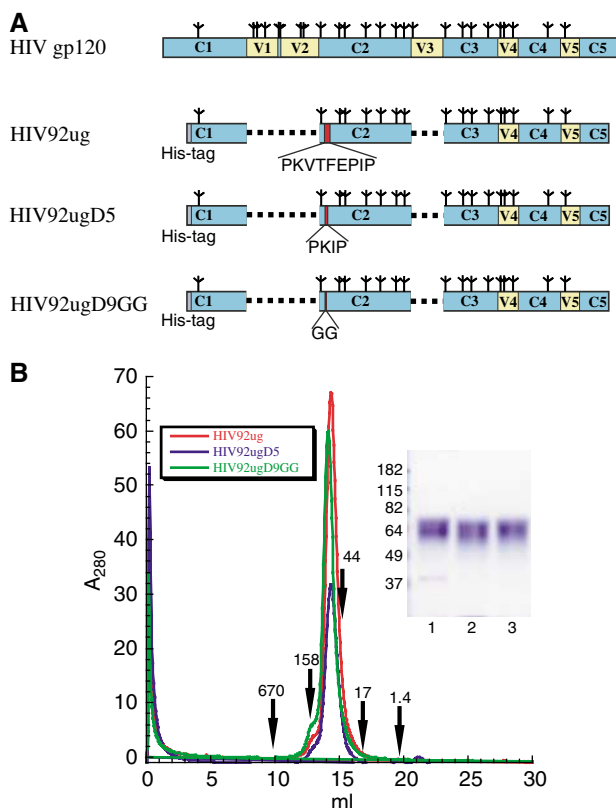 A
HIV gp120
C1 V1 V2 C2 V3 C3 V4 C4 V5 C5
HIV92ug
C1 C2 C3 V4 C4 V5 C5
His-tag
PKVTFEPIP
HIV92ugD5
C1 C2 C3 V4 C4 V5 C5
His-tag
PKIP
HIV92ugD9GG
C1 C2 C3 V4 C4 V5 C5
His-tag
GG
B
70
60
50
40
30
20
10
0
A280
HIV92ug
HIV92ugD5
HIV92ugD9GG
670
158
44
17
1.4
182
115
82
64
49
37
1 2 3
0 5 10 15 20 25 30
ml